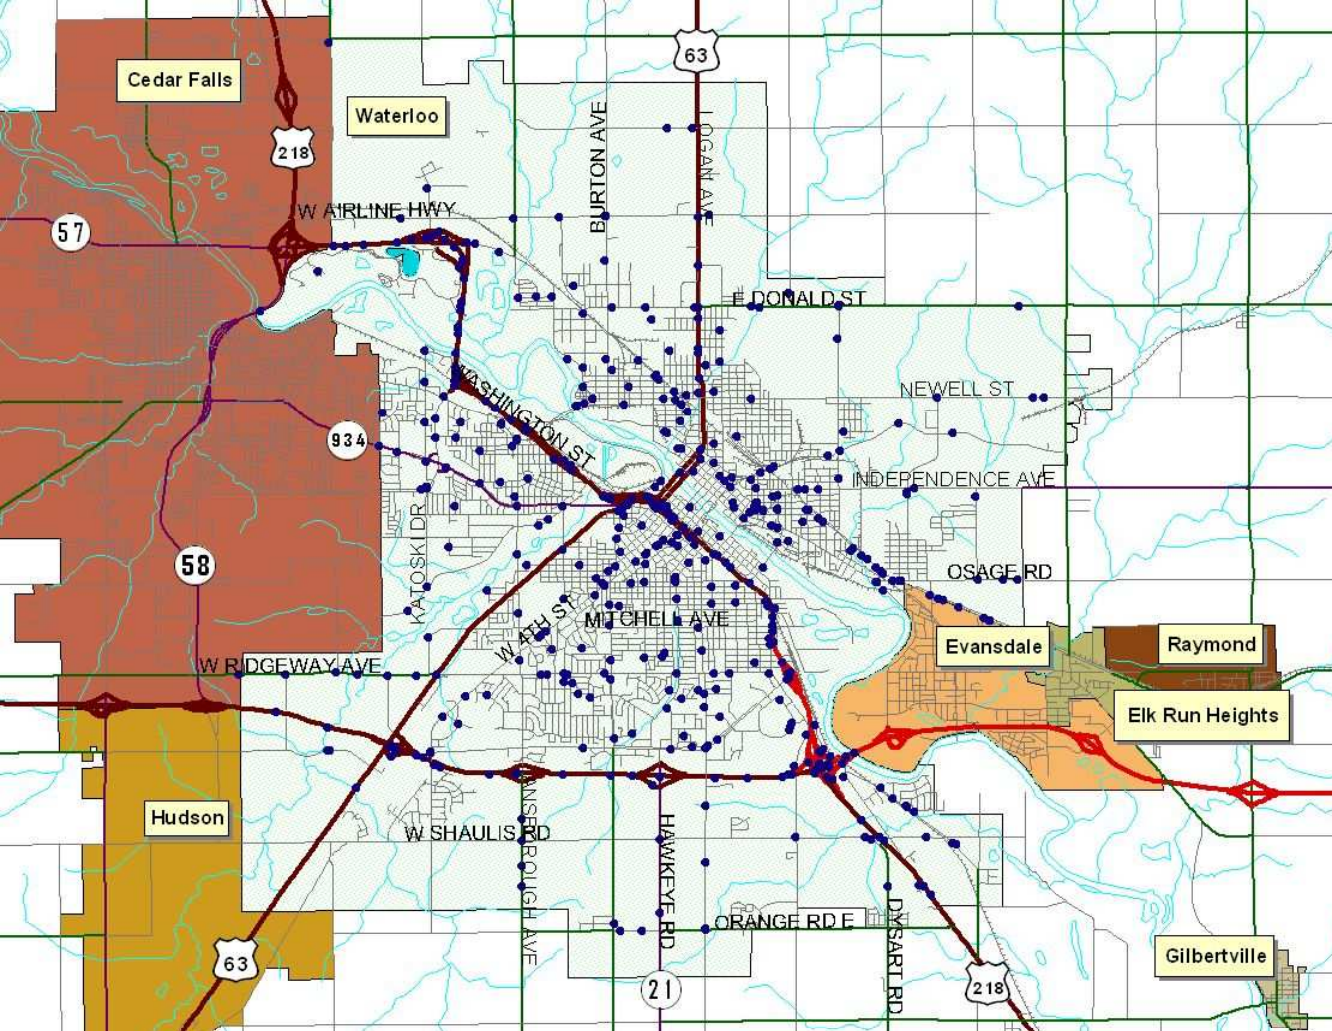 63
Cedar Falls
Waterloo
218
BURTON AVE
LOGAN AVE
W AIRLINE HWY
57
E DONALD ST
WASHINGTON ST
NEWELL ST
934
INDEPENDENCE AVE
KATOSKI DR
58
OSAGE RD
MITCHELL AVE
W 4TH ST
Evansdale
Raymond
W RIDGEWAY AVE
Elk Run Heights
Hudson
W SHAULIS RD
ANSBOROUGH AVE
HAWKEYE RD
ORANGE RD E
DYSART RD
63
Gilbertville
21
218